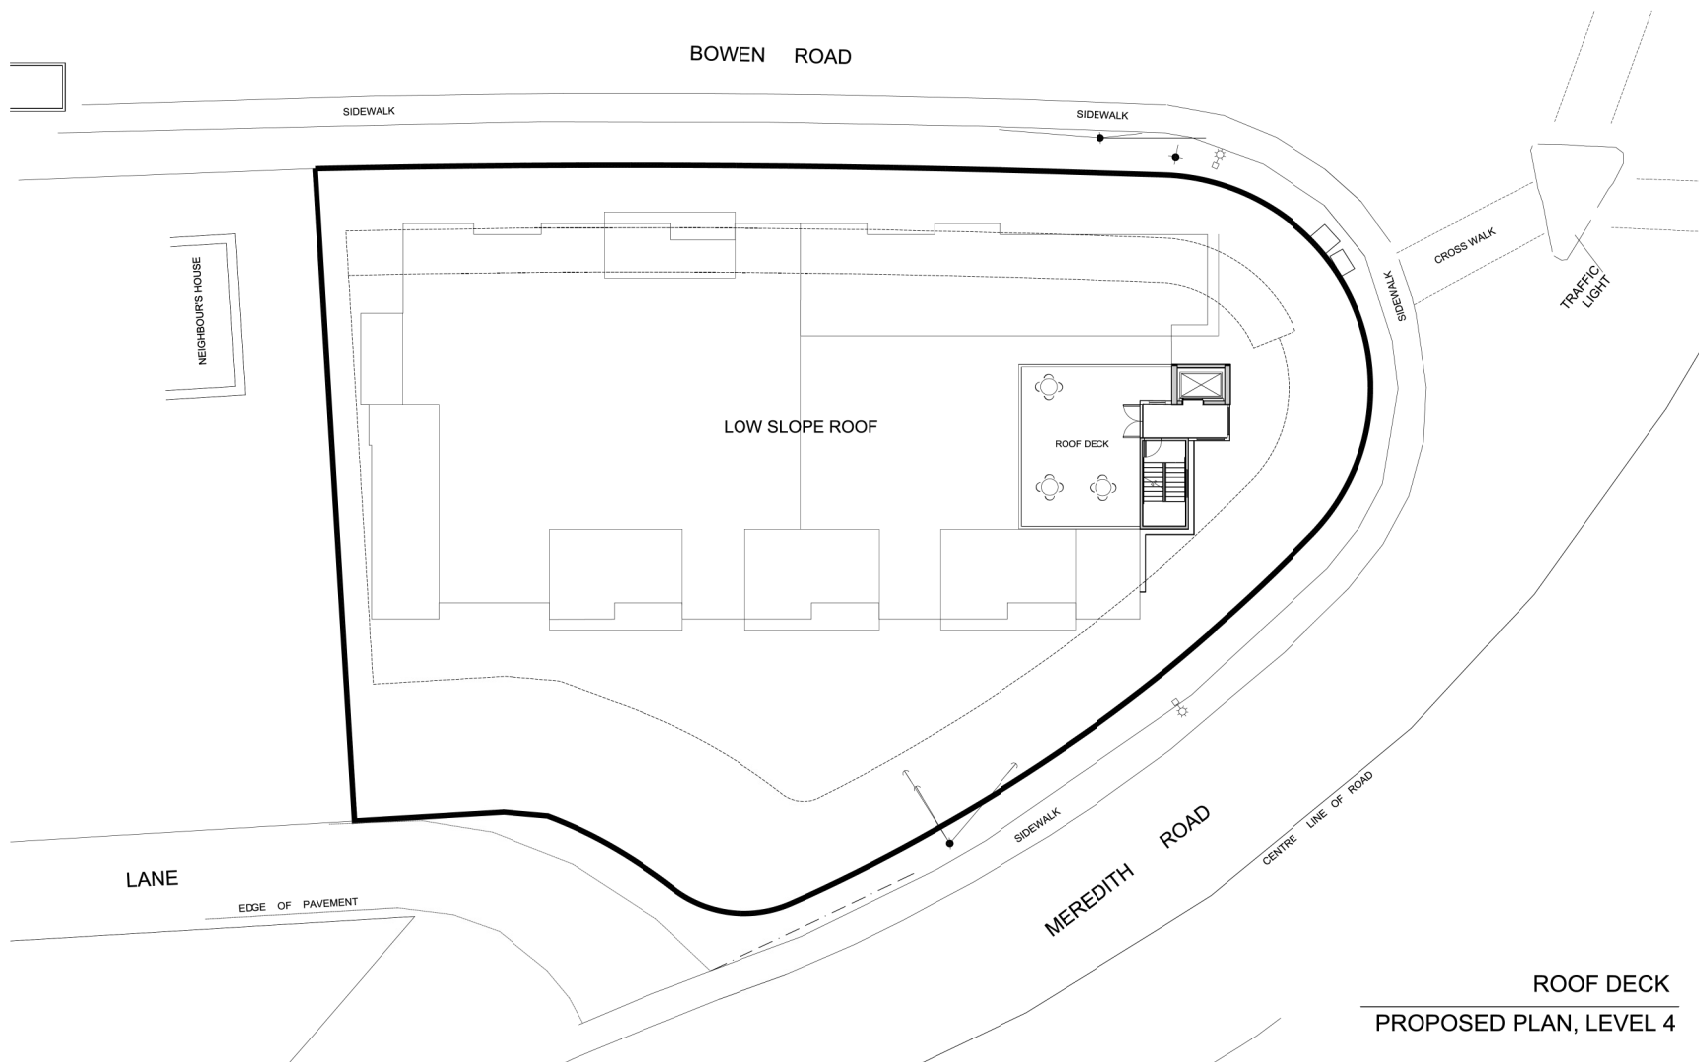 BOWEN ROAD
SIDEWALK
SIDEWALK
CROSS WALK
TRAFFIC
LIGHT
SIDEWALK
NEIGHBOUR'S HOUSE
LOW SLOPE ROOF
ROOF DECK
SIDEWALK
MEREDITH ROAD
CENTRE LINE OF ROAD
LANE
EDGE OF PAVEMENT
ROOF DECK
PROPOSED PLAN, LEVEL 4